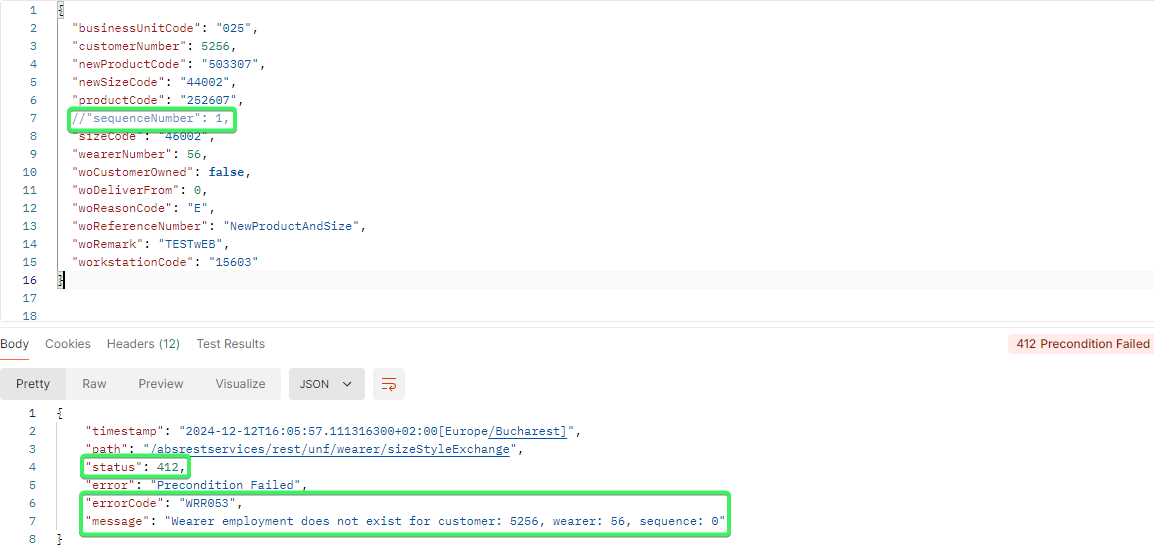 1 {
2 "businessUnitCode": "025",
3 "customerNumber": 5256,
4 "newProductCode": "503307",
5 "newSizeCode": "44002",
6 "productCode": "252607",
7 //"sequenceNumber": 1,
8 "sizeCode": "46002",
9 "wearerNumber": 56,
10 "woCustomerOwned": false,
11 "woDeliverFrom": 0,
12 "woReasonCode": "E",
13 "woReferenceNumber": "NewProductAndSize",
14 "woRemark": "TESTwEB",
15 "workstationCode": "15603"
16 }
17
18
Body Cookies Headers (12) Test Results 412 Precondition Failed
Pretty Raw Preview Visualize JSON
1 {
2 "timestamp": "2024-12-12T16:05:57.111316300+02:00[Europe/Bucharest]",
3 "path": "/absrestservices/rest/unf/wearer/sizeStyleExchange",
4 "status": 412,
5 "error": "Precondition Failed",
6 "errorCode": "WRR053",
7 "message": "Wearer employment does not exist for customer: 5256, wearer: 56, sequence: 0"
8 }